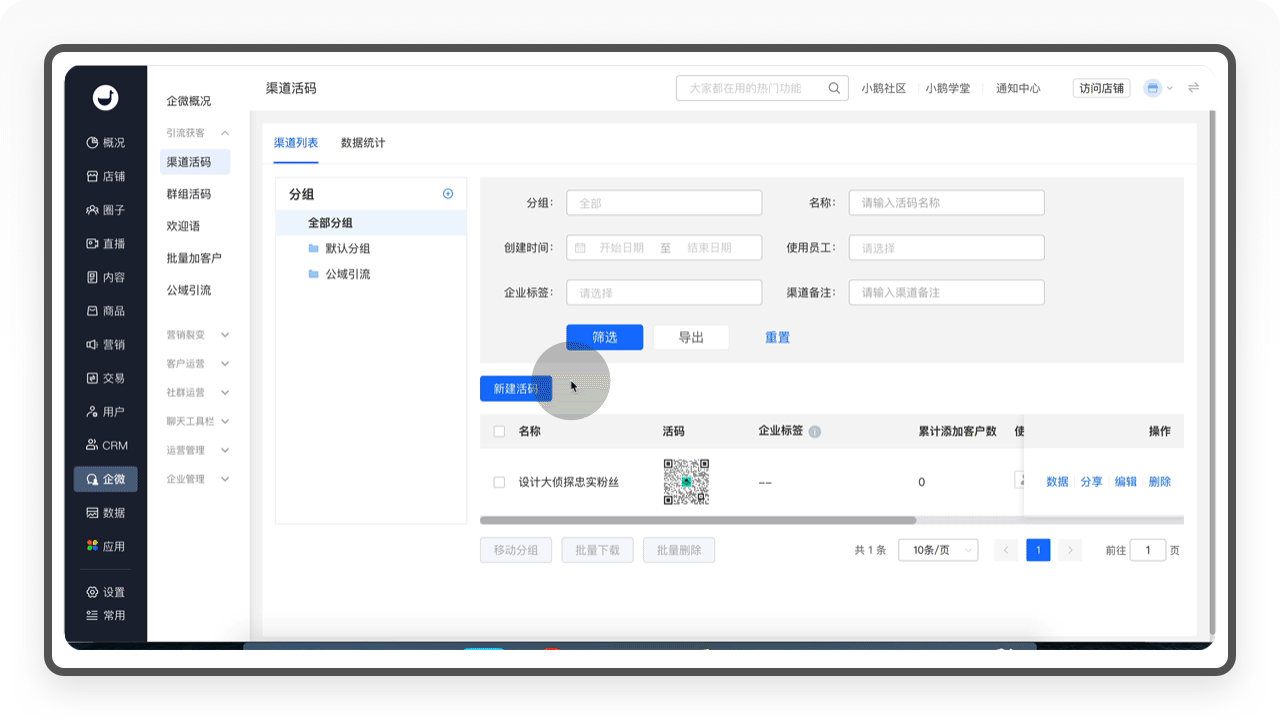 概况
店铺
圈子
直播
内容
商品
营销
交易
用户
CRM
企微
数据
应用
设置
常用
企微概况
引流获客
渠道活码
群组活码
欢迎语
批量加客户
公域引流
营销裂变
客户运营
社群运营
聊天工具栏
运营管理
企业管理
渠道活码
大家都在用的热门功能
小鹅社区 小鹅学堂 通知中心 访问店铺
渠道列表 数据统计
分组
全部分组
默认分组
公域引流
分组: 全部 名称: 请输入活码名称
创建时间: 开始日期 至 结束日期 使用员工: 请选择
企业标签: 请选择 渠道备注: 请输入渠道备注
筛选 导出 重置
新建活码
名称 活码 企业标签 累计添加客户数 使 操作
设计大侦探忠实粉丝 -- 0 数据 分享 编辑 删除
移动分组 批量下载 批量删除 共 1 条 10条/页 1 前往 1 页